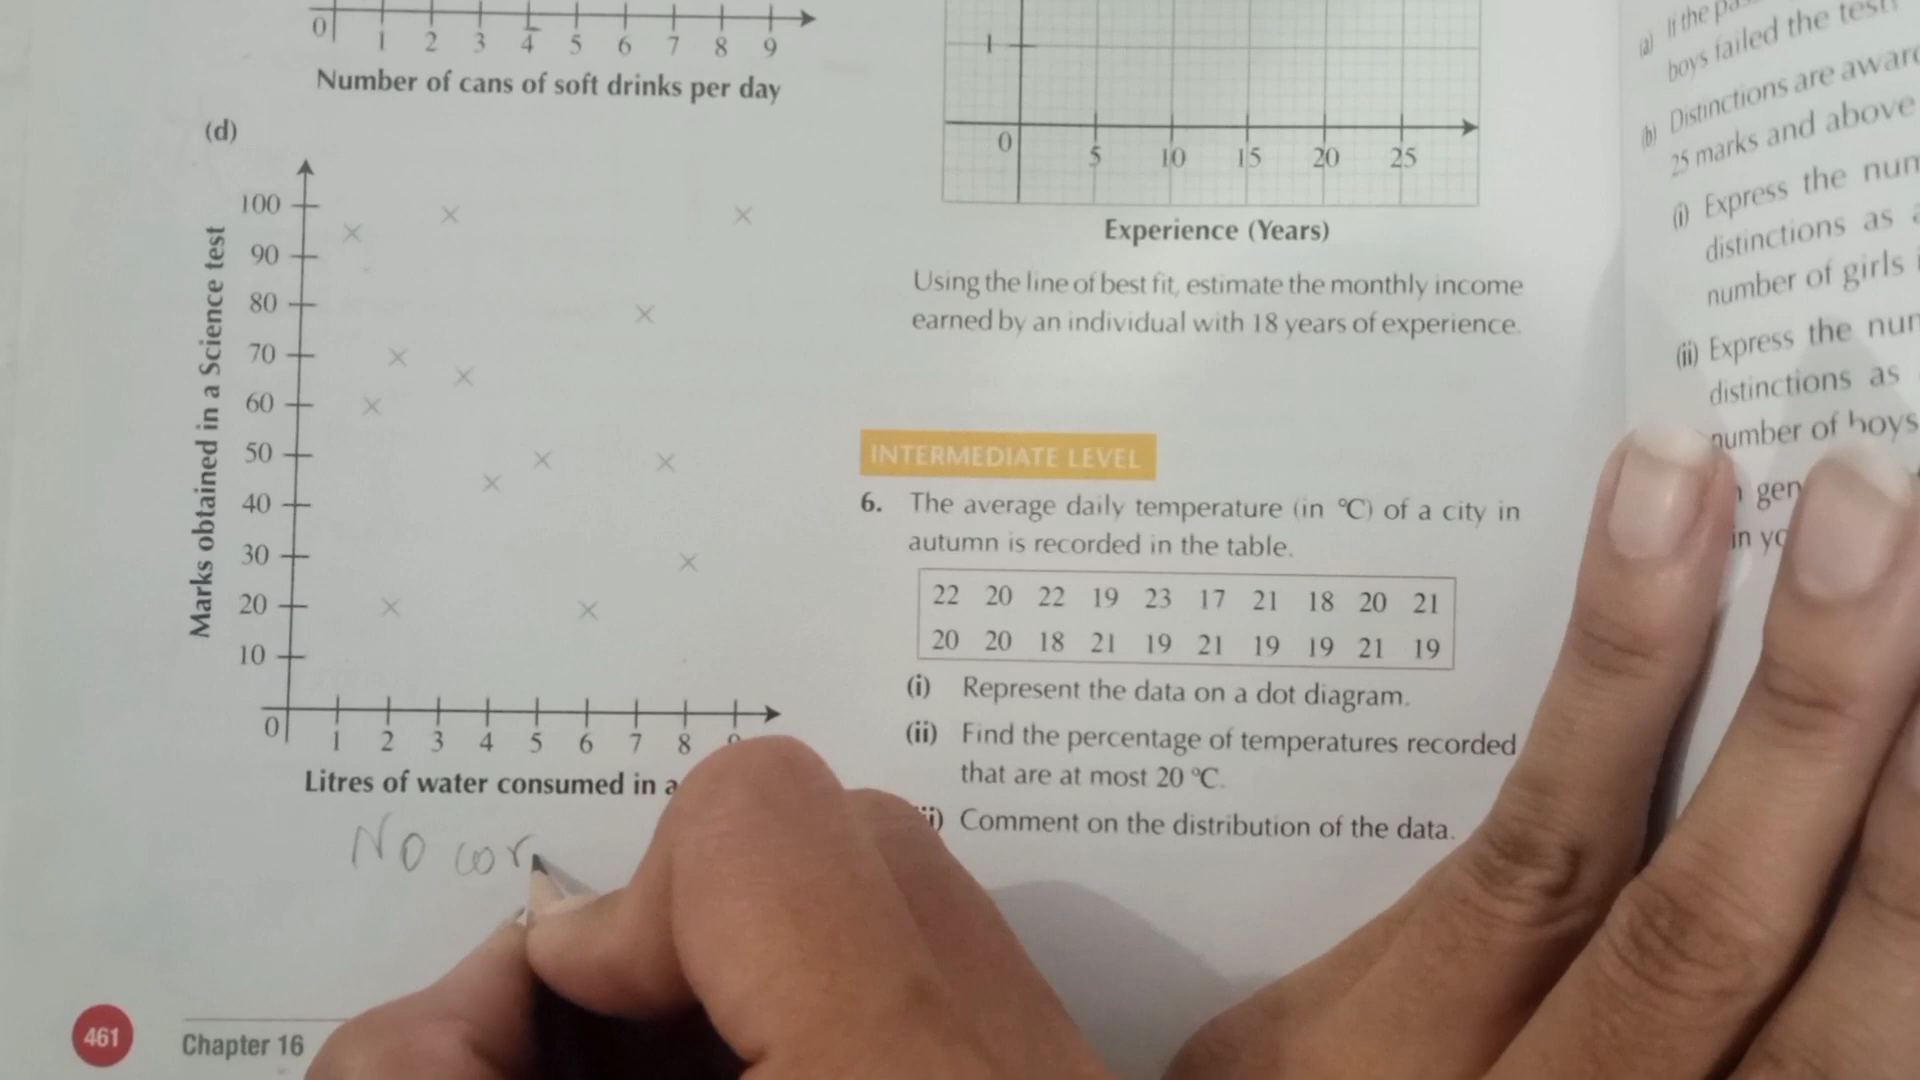 0 1 2 3 4 5 6 7 8 9
Number of cans of soft drinks per day
(d)
Marks obtained in a Science test
100
90
80
70
60
50
40
30
20
10
0 1 2 3 4 5 6 7 8
Litres of water consumed in a
No cor
461
Chapter 16
1
0 5 10 15 20 25
Experience (Years)
Using the line of best fit, estimate the monthly income
earned by an individual with 18 years of experience.
INTERMEDIATE LEVEL
6. The average daily temperature (in °C) of a city in
autumn is recorded in the table.
22 20 22 19 23 17 21 18 20 21
20 20 18 21 19 21 19 19 21 19
(i) Represent the data on a dot diagram.
(ii) Find the percentage of temperatures recorded
that are at most 20 °C.
Comment on the distribution of the data.
(a) If the
boys failed the test
(b) Distinctions are
25 marks and above
(i) Express the
distinctions as
number of girls
(ii) Express the
distinctions as
number of boys
gen
in